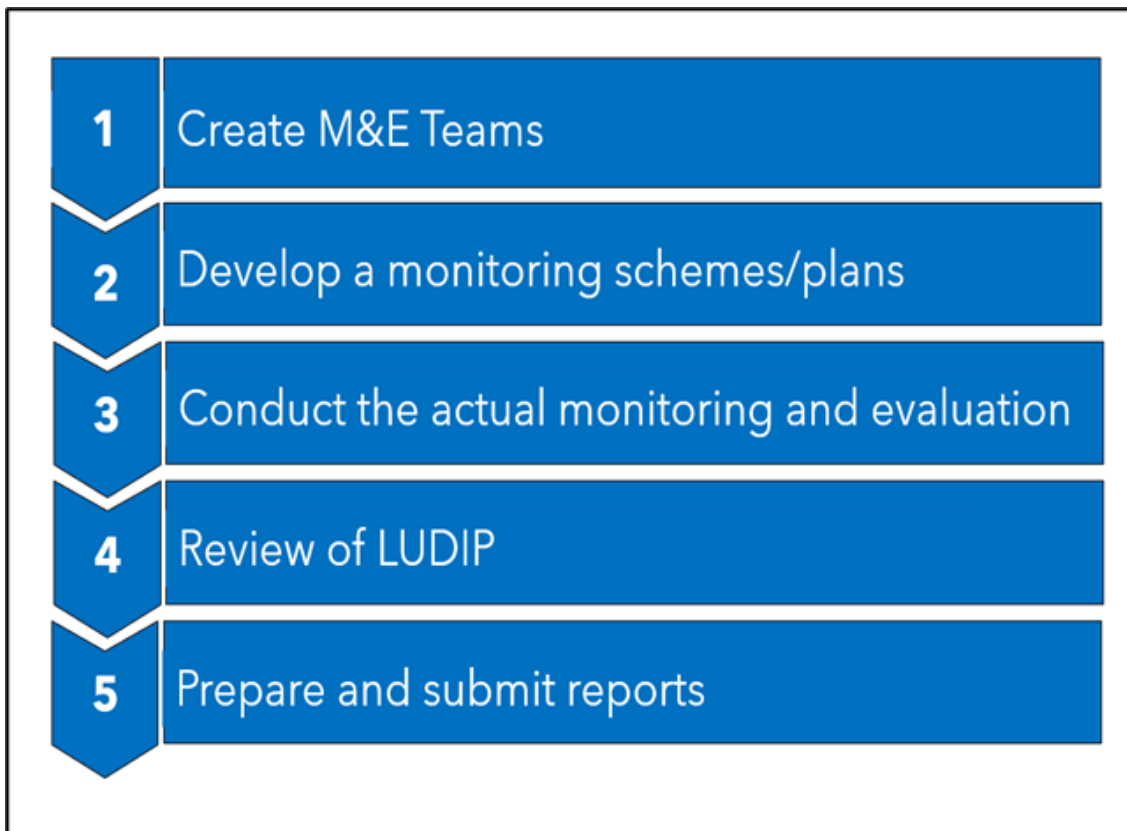 1 Create M&E Teams
2 Develop a monitoring schemes/plans
3 Conduct the actual monitoring and evaluation
4 Review of LUDIP
5 Prepare and submit reports